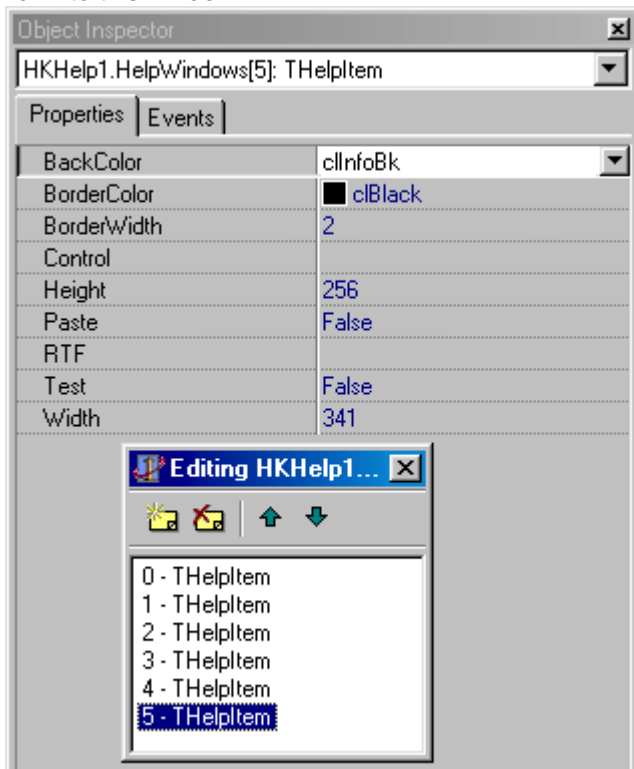 Object Inspector
HKHelp1.HelpWindows[5]: THelpItem
Properties Events
BackColor clInfoBk
BorderColor clBlack
BorderWidth 2
Control
Height 256
Paste False
RTF
Test False
Width 341
Editing HKHelp1...
0 - THelpItem
1 - THelpItem
2 - THelpItem
3 - THelpItem
4 - THelpItem
5 - THelpItem